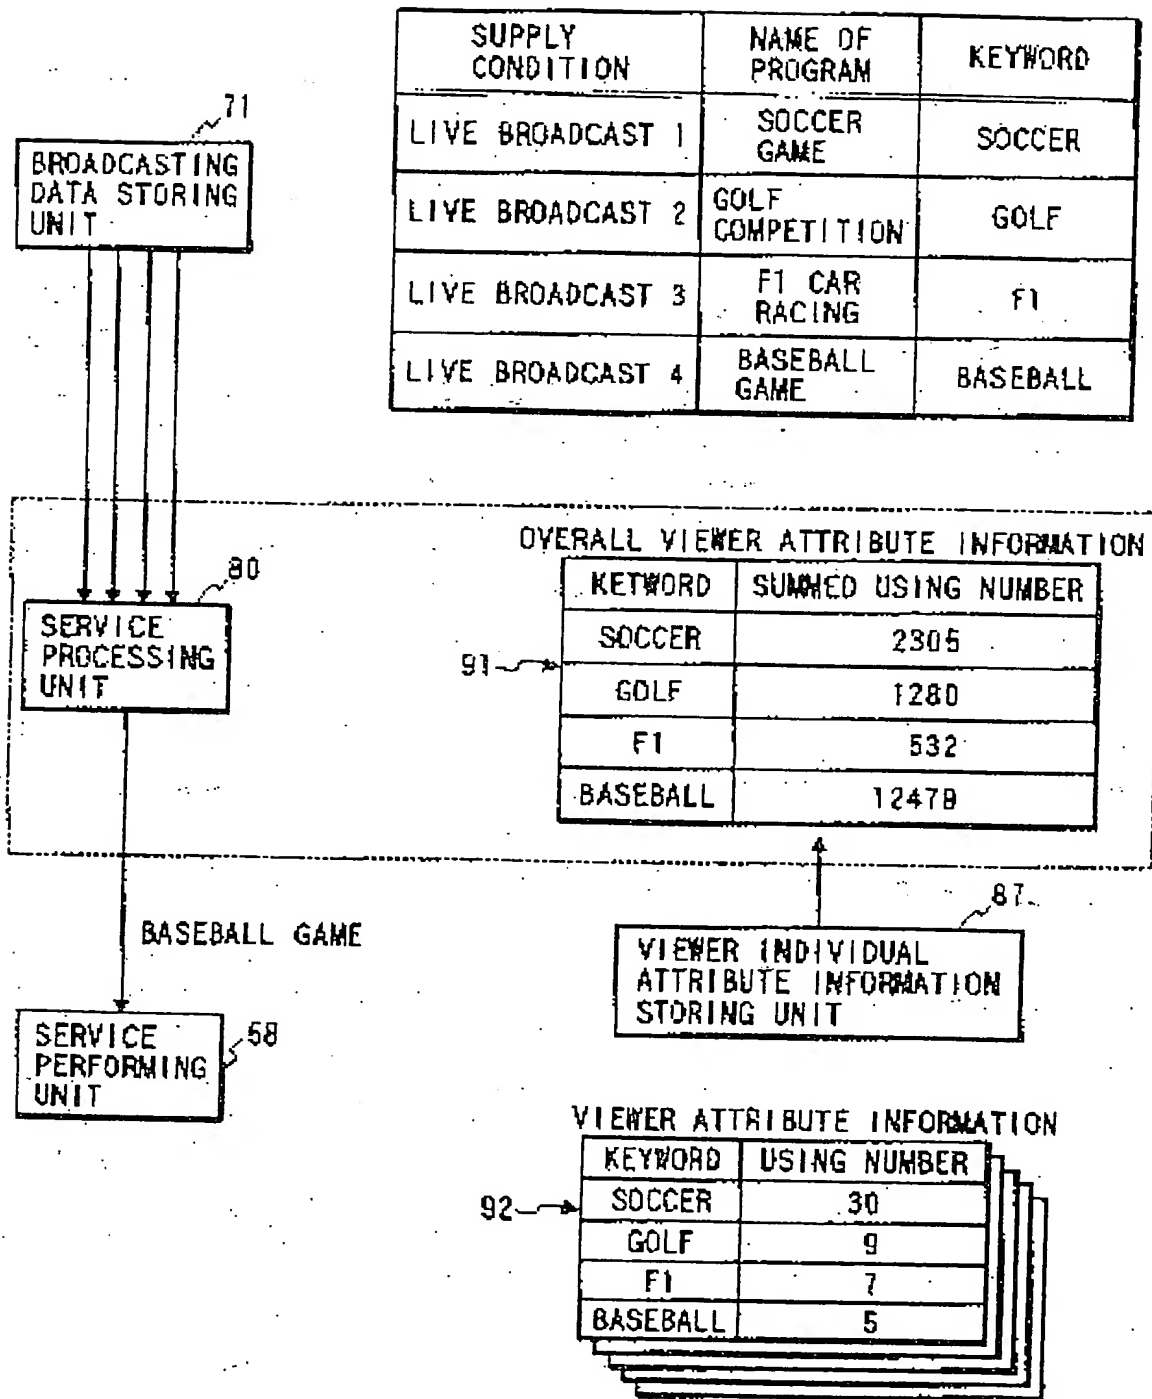 SUPPLY CONDITION
NAME OF PROGRAM
KEYWORD
LIVE BROADCAST 1
SOCCER GAME
SOCCER
LIVE BROADCAST 2
GOLF COMPETITION
GOLF
LIVE BROADCAST 3
F1 CAR RACING
F1
LIVE BROADCAST 4
BASEBALL GAME
BASEBALL
71
BROADCASTING
DATA STORING
UNIT
80
SERVICE
PROCESSING
UNIT
OVERALL VIEWER ATTRIBUTE INFORMATION
KETWORD
SUMMED USING NUMBER
91
SOCCER
2305
GOLF
1280
F1
532
BASEBALL
12479
BASEBALL GAME
87
VIEWER INDIVIDUAL
ATTRIBUTE INFORMATION
STORING UNIT
58
SERVICE
PERFORMING
UNIT
VIEWER ATTRIBUTE INFORMATION
KEYWORD
USING NUMBER
92
SOCCER
30
GOLF
9
F1
7
BASEBALL
5